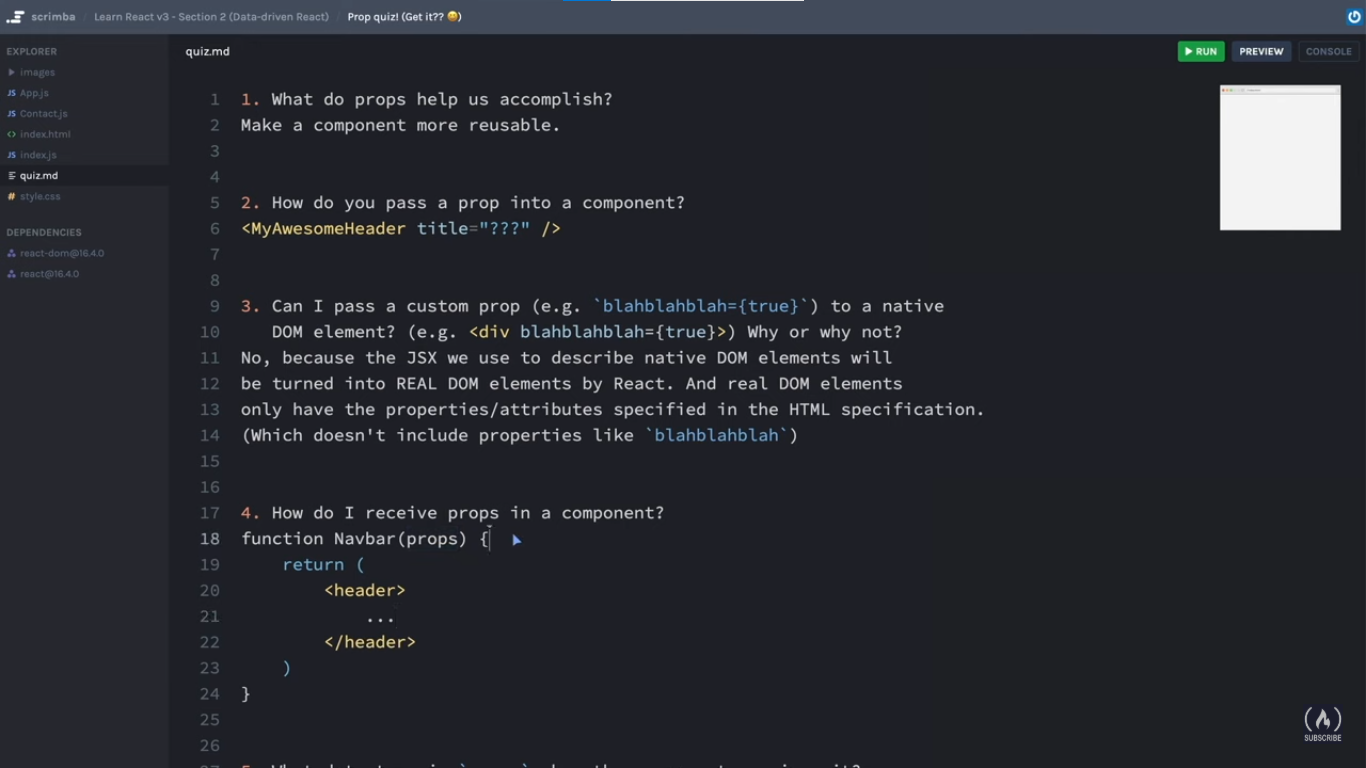 scrimba / Learn React v3 - Section 2 (Data-driven React) / Prop quiz! (Get it?? 😄)
EXPLORER
images
JS App.js
JS Contact.js
<> index.html
JS index.js
quiz.md
# style.css
DEPENDENCIES
react-dom@16.4.0
react@16.4.0
quiz.md
RUN
PREVIEW
CONSOLE
1 1. What do props help us accomplish?
2 Make a component more reusable.
3
4
5 2. How do you pass a prop into a component?
6 <MyAwesomeHeader title="???" />
7
8
9 3. Can I pass a custom prop (e.g. `blahblahblah={true}`) to a native
10 DOM element? (e.g. <div blahblahblah={true}>) Why or why not?
11 No, because the JSX we use to describe native DOM elements will
12 be turned into REAL DOM elements by React. And real DOM elements
13 only have the properties/attributes specified in the HTML specification.
14 (Which doesn't include properties like `blahblahblah`)
15
16
17 4. How do I receive props in a component?
18 function Navbar(props) {
19 return (
20 <header>
21 ...
22 </header>
23 )
24 }
25
26
SUBSCRIBE